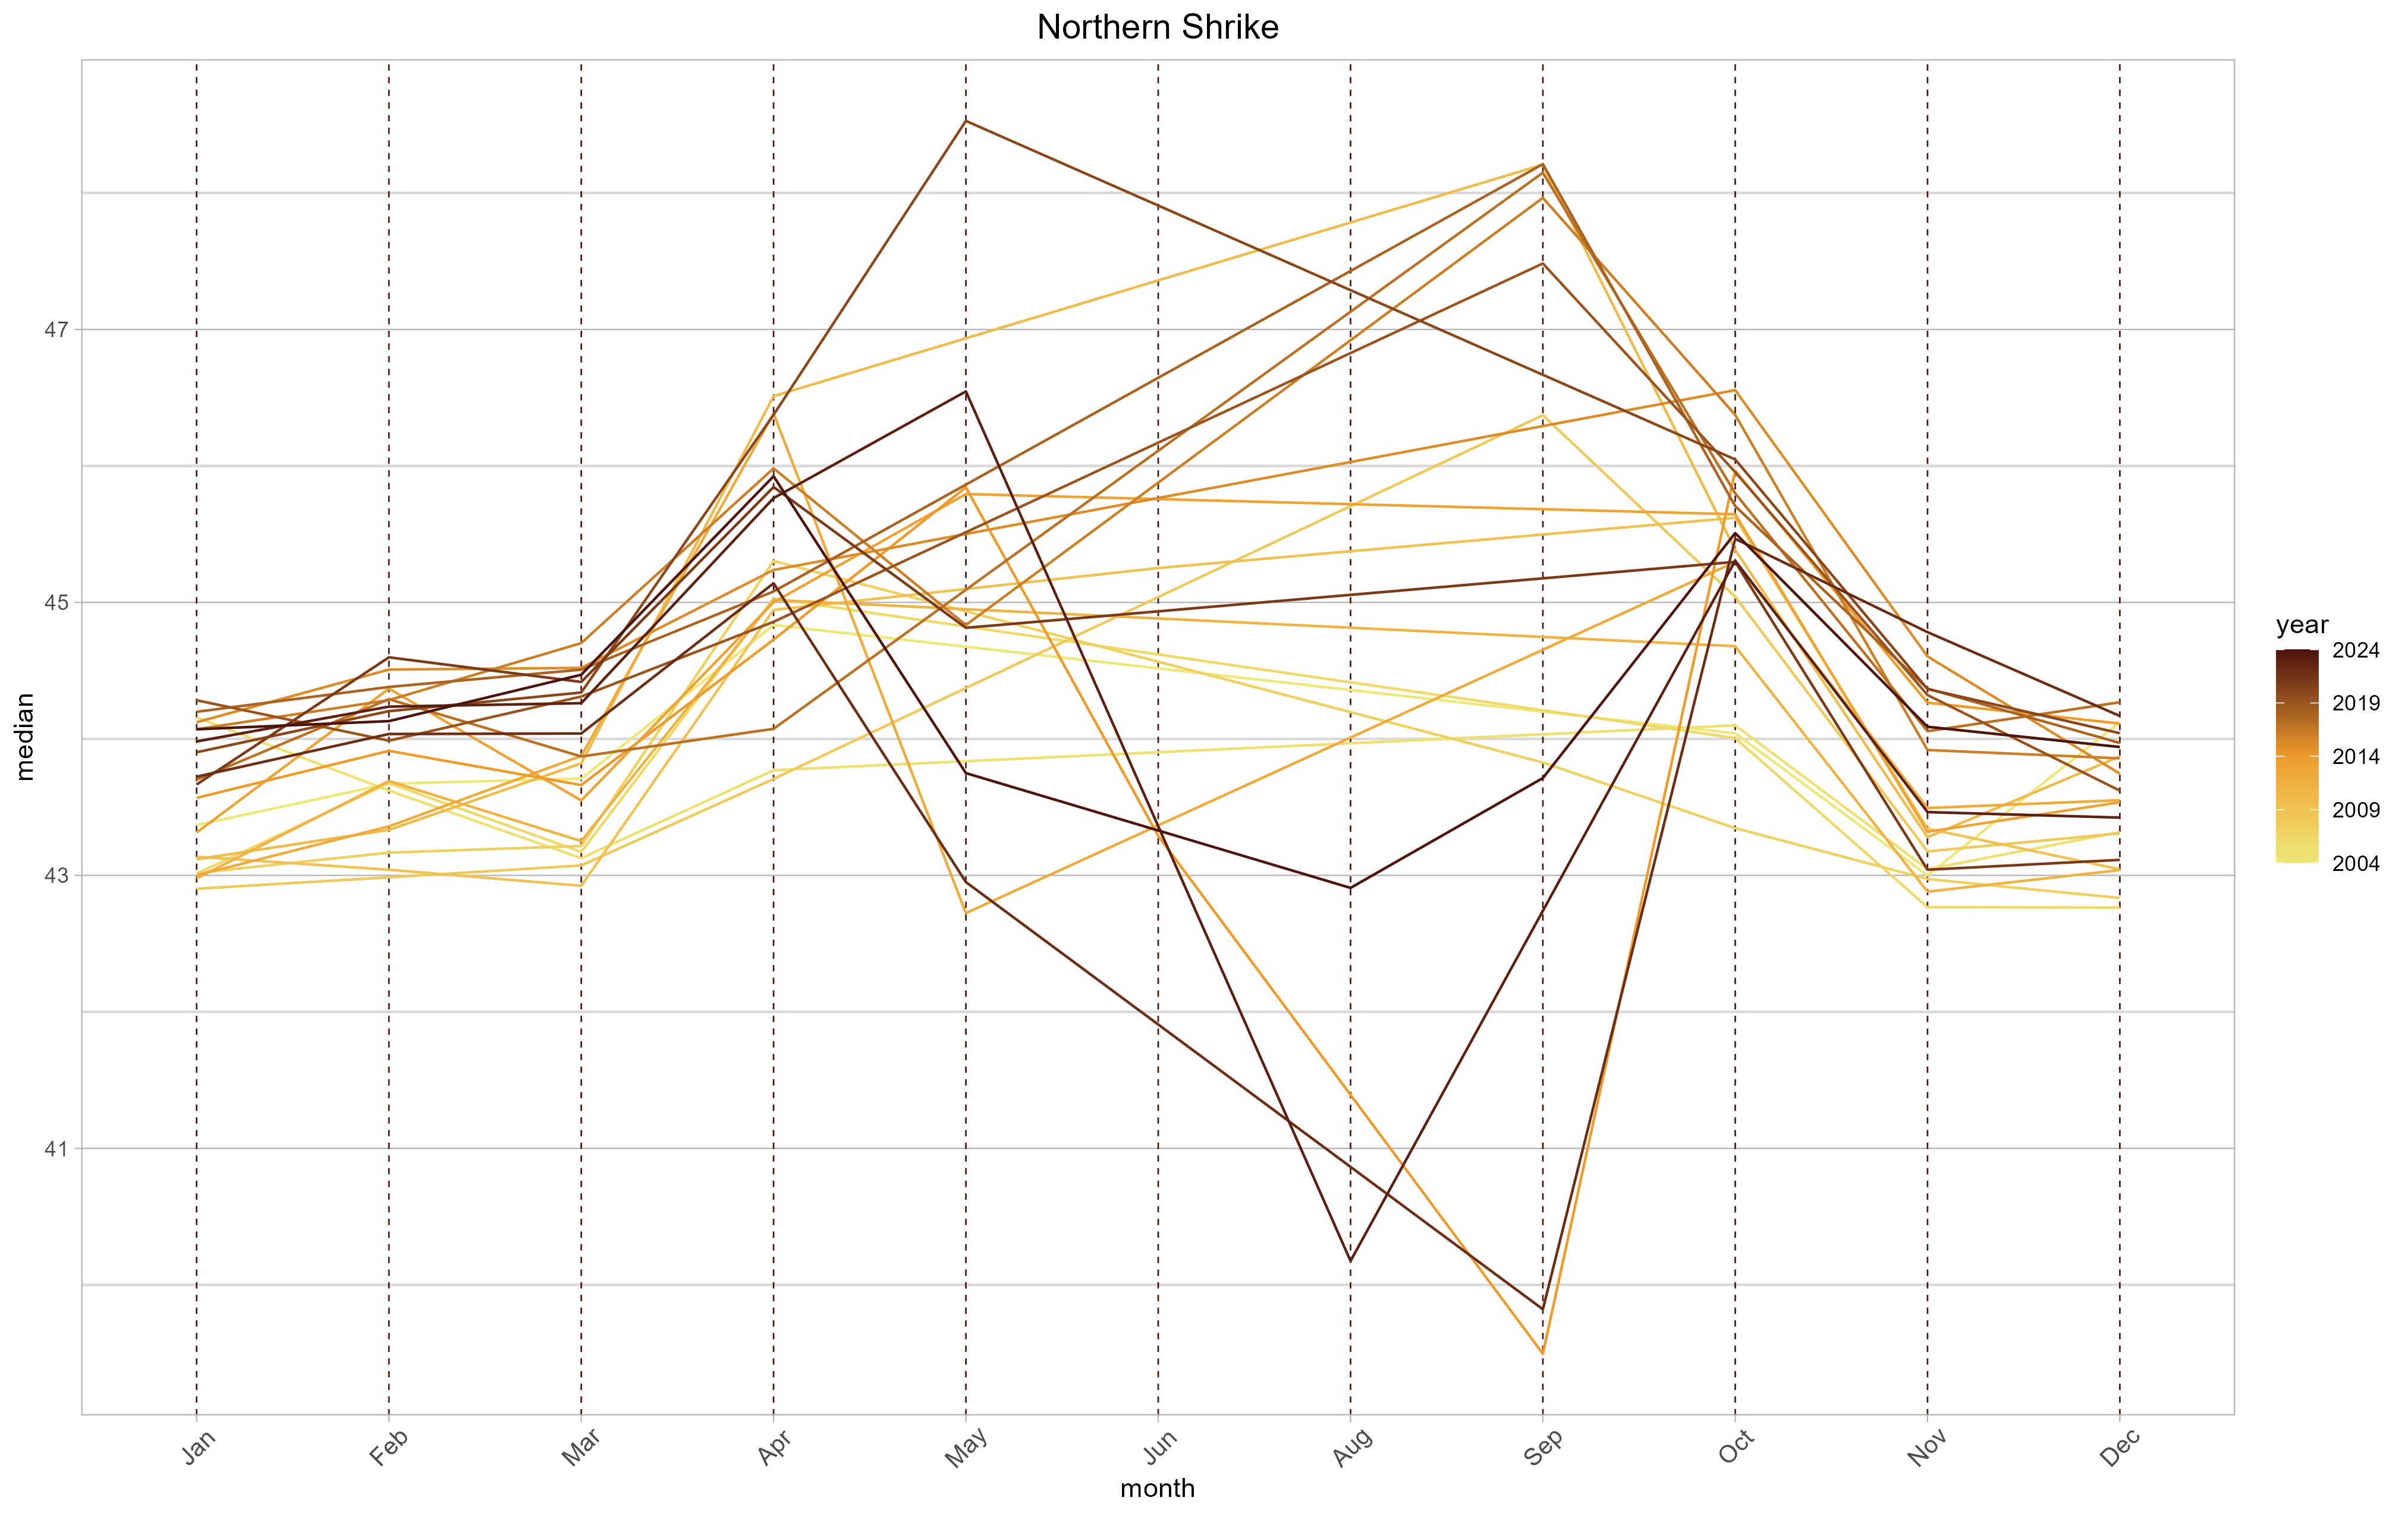 Northern Shrike
median
47
45
43
41
Jan
Feb
Mar
Apr
May
Jun
Aug
Sep
Oct
Nov
Dec
month
year
2024
2019
2014
2009
2004